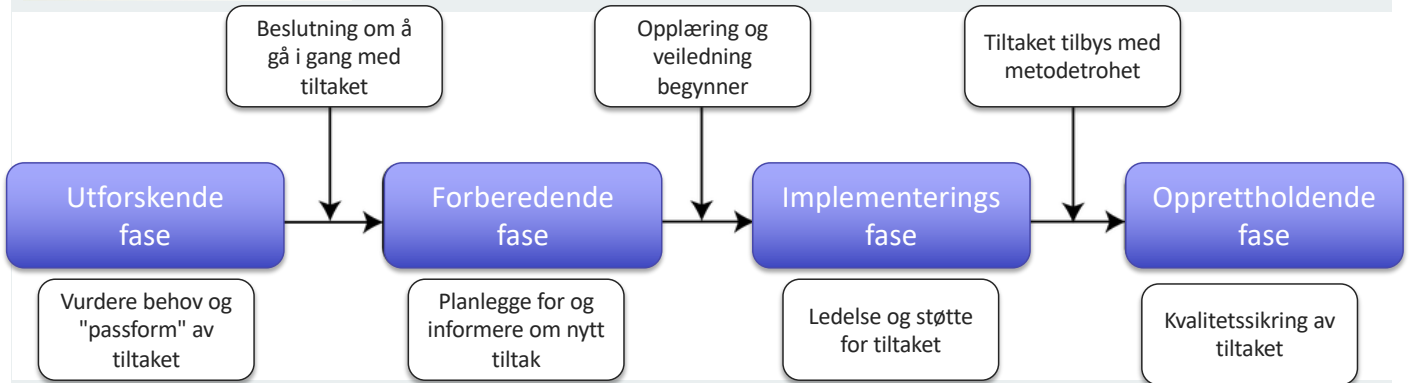 Beslutning om å
gå i gang med
tiltaket
Opplæring og
veiledning
begynner
Tiltaket tilbys med
metodetrohet
Utforskende
fase
Forberedende
fase
Implementerings
fase
Opprettholdende
fase
Vurdere behov og
"passform" av
tiltaket
Planlegge for og
informere om nytt
tiltak
Ledelse og støtte
for tiltaket
Kvalitetssikring av
tiltaket